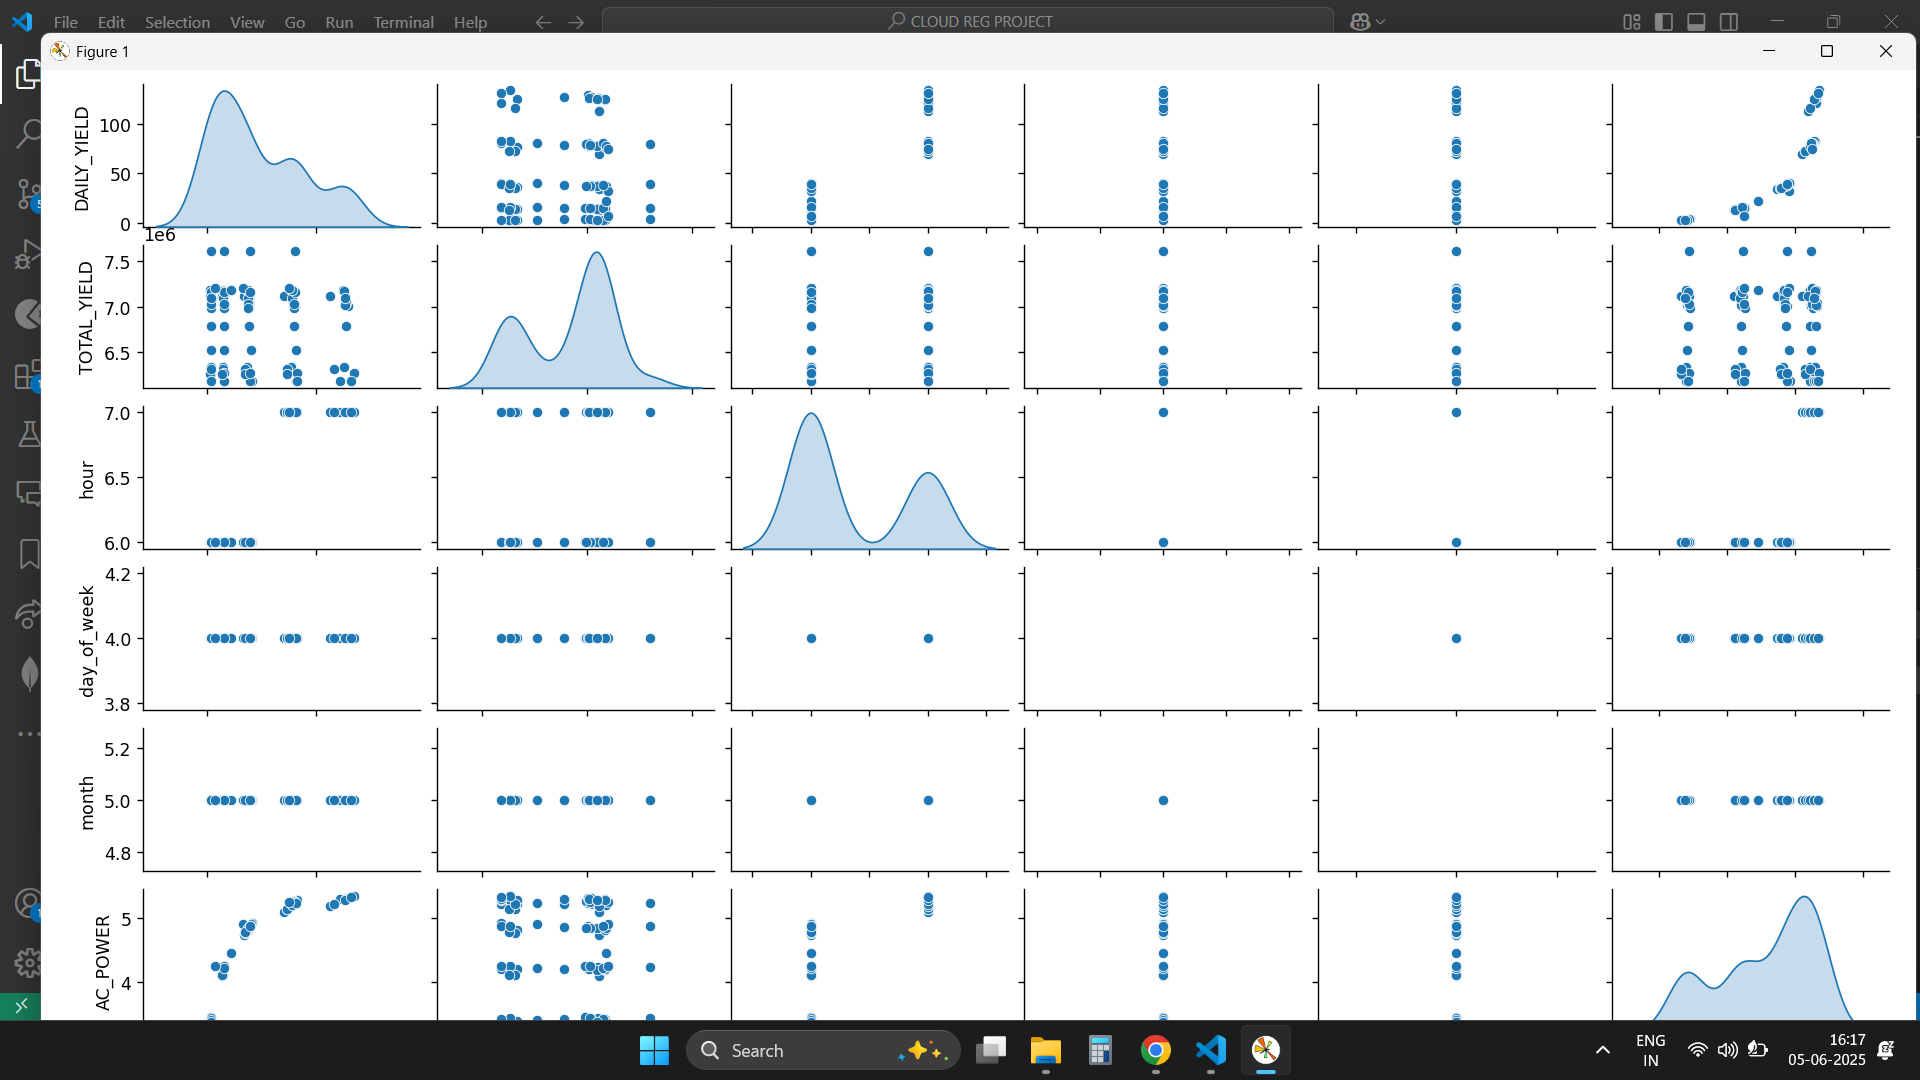 File Edit Selection View Go Run Terminal Help
CLOUD REG PROJECT
Figure 1
DAILY_YIELD
100
50
0
1e6
TOTAL_YIELD
7.5
7.0
6.5
hour
7.0
6.5
6.0
day_of_week
4.2
4.0
3.8
month
5.2
5.0
4.8
AC_POWER
5
4
Search
ENG
IN
16:17
05-06-2025